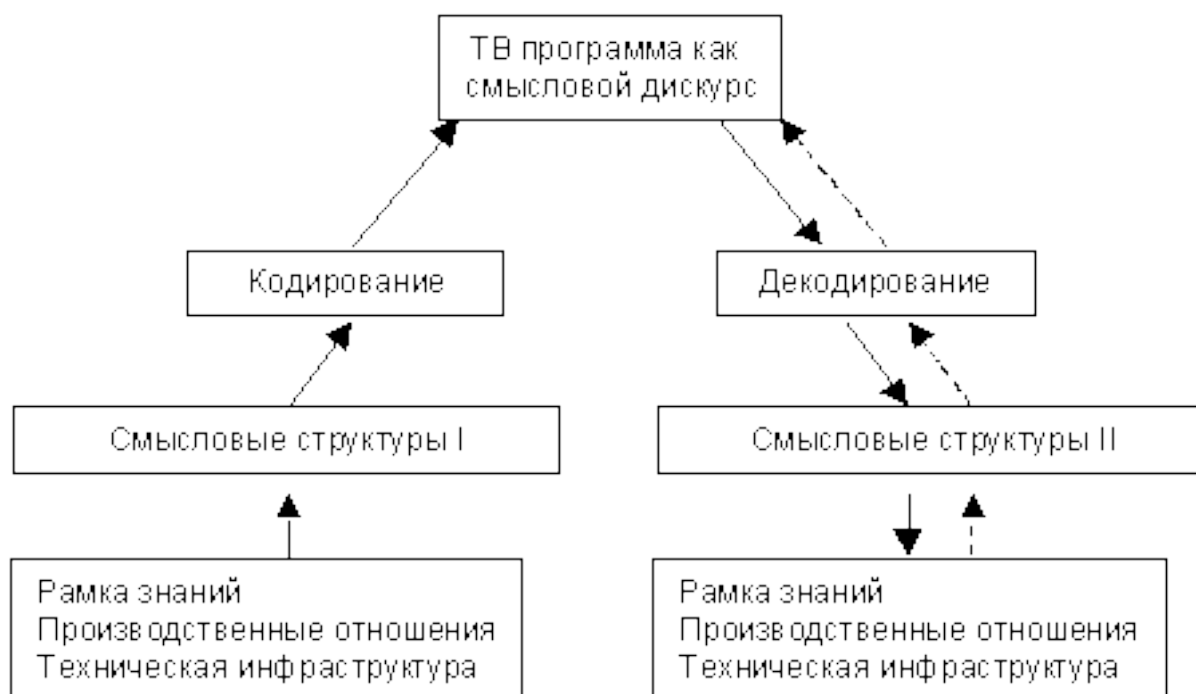 ТВ программа как
смысловой дискурс
Кодирование
Декодирование
Смысловые структуры I
Смысловые структуры II
Рамка знаний
Производственные отношения
Техническая инфраструктура
Рамка знаний
Производственные отношения
Техническая инфраструктура